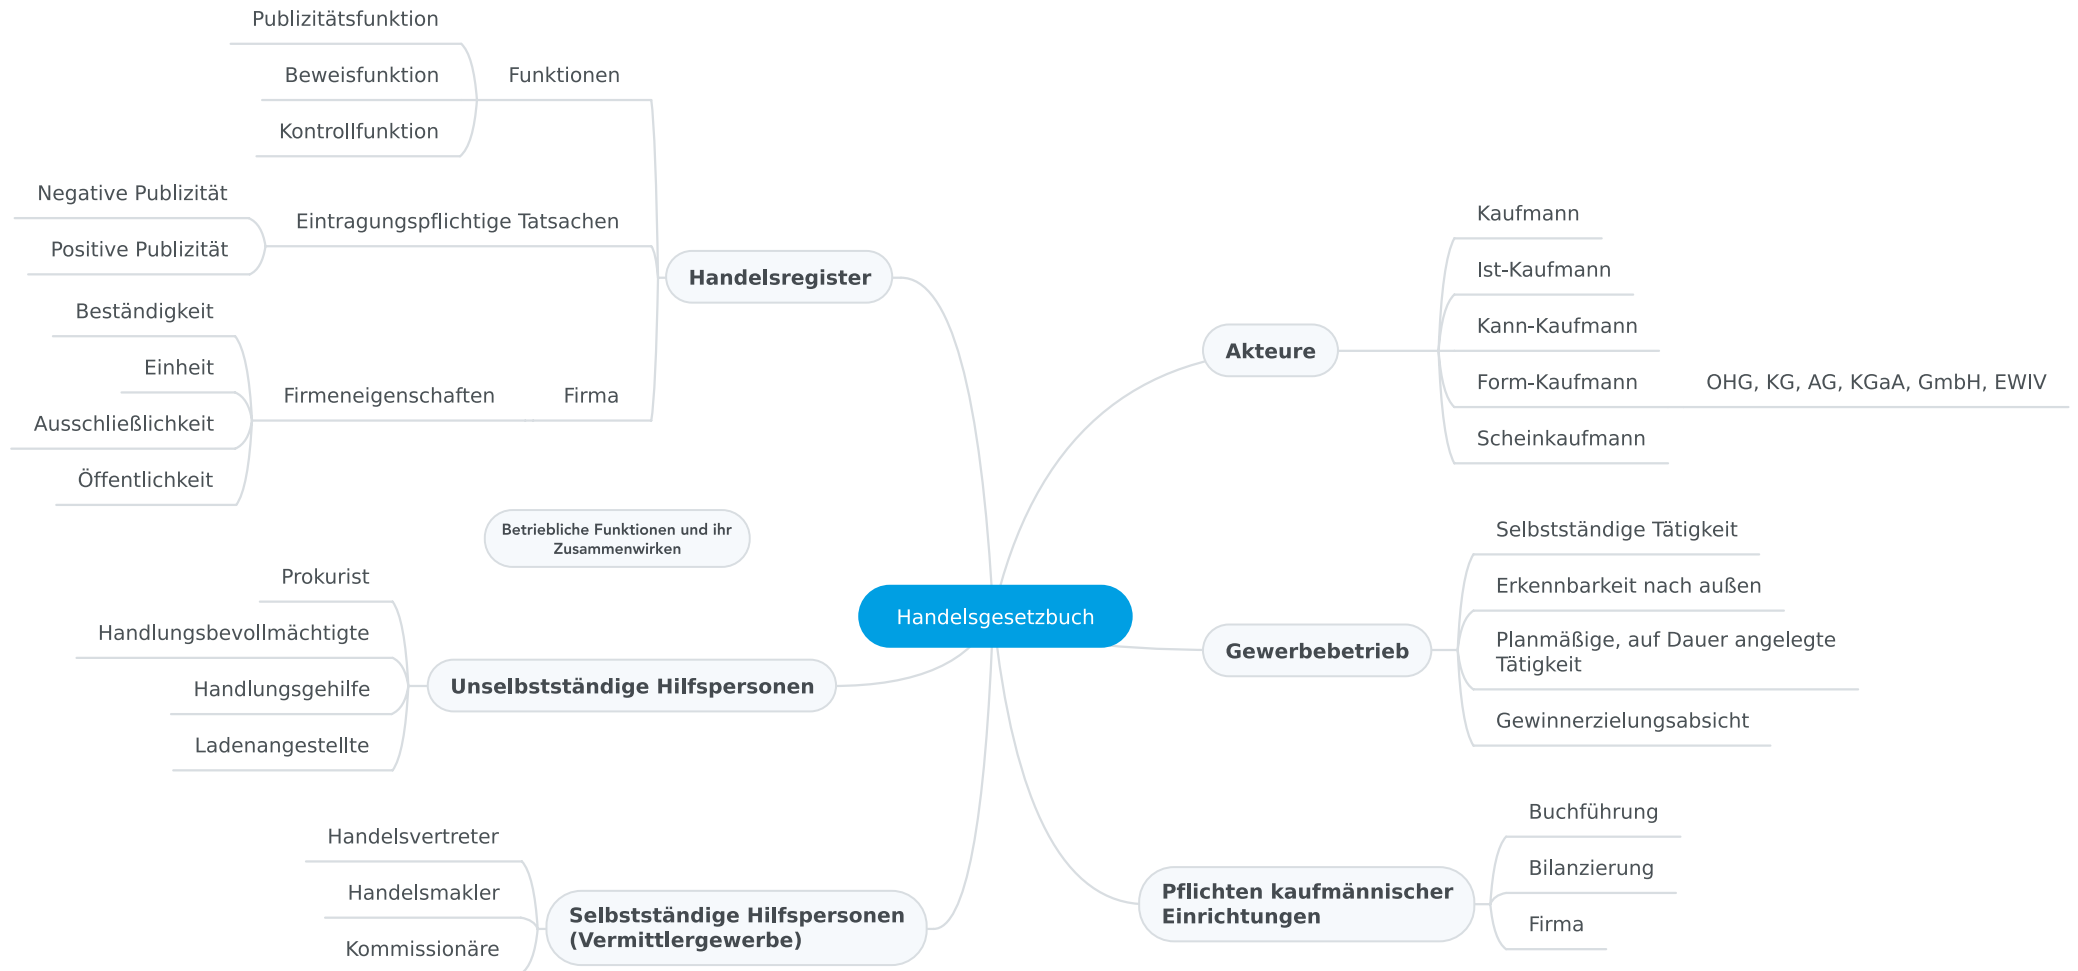 Publizitätsfunktion
Beweisfunktion
Kontrollfunktion
Funktionen
Negative Publizität
Positive Publizität
Eintragungspflichtige Tatsachen
Beständigkeit
Einheit
Ausschließlichkeit
Öffentlichkeit
Firmeneigenschaften
Firma
Handelsregister
Betriebliche Funktionen und ihr
Zusammenwirken
Prokurist
Handlungsbevollmächtigte
Handlungsgehilfe
Ladenangestellte
Unselbstständige Hilfspersonen
Handelsvertreter
Handelsmakler
Kommissionäre
Selbstständige Hilfspersonen
(Vermittlergewerbe)
Handelsgesetzbuch
Akteure
Kaufmann
Ist-Kaufmann
Kann-Kaufmann
Form-Kaufmann
OHG, KG, AG, KGaA, GmbH, EWIV
Scheinkaufmann
Gewerbebetrieb
Selbstständige Tätigkeit
Erkennbarkeit nach außen
Planmäßige, auf Dauer angelegte
Tätigkeit
Gewinnerzielungsabsicht
Pflichten kaufmännischer
Einrichtungen
Buchführung
Bilanzierung
Firma